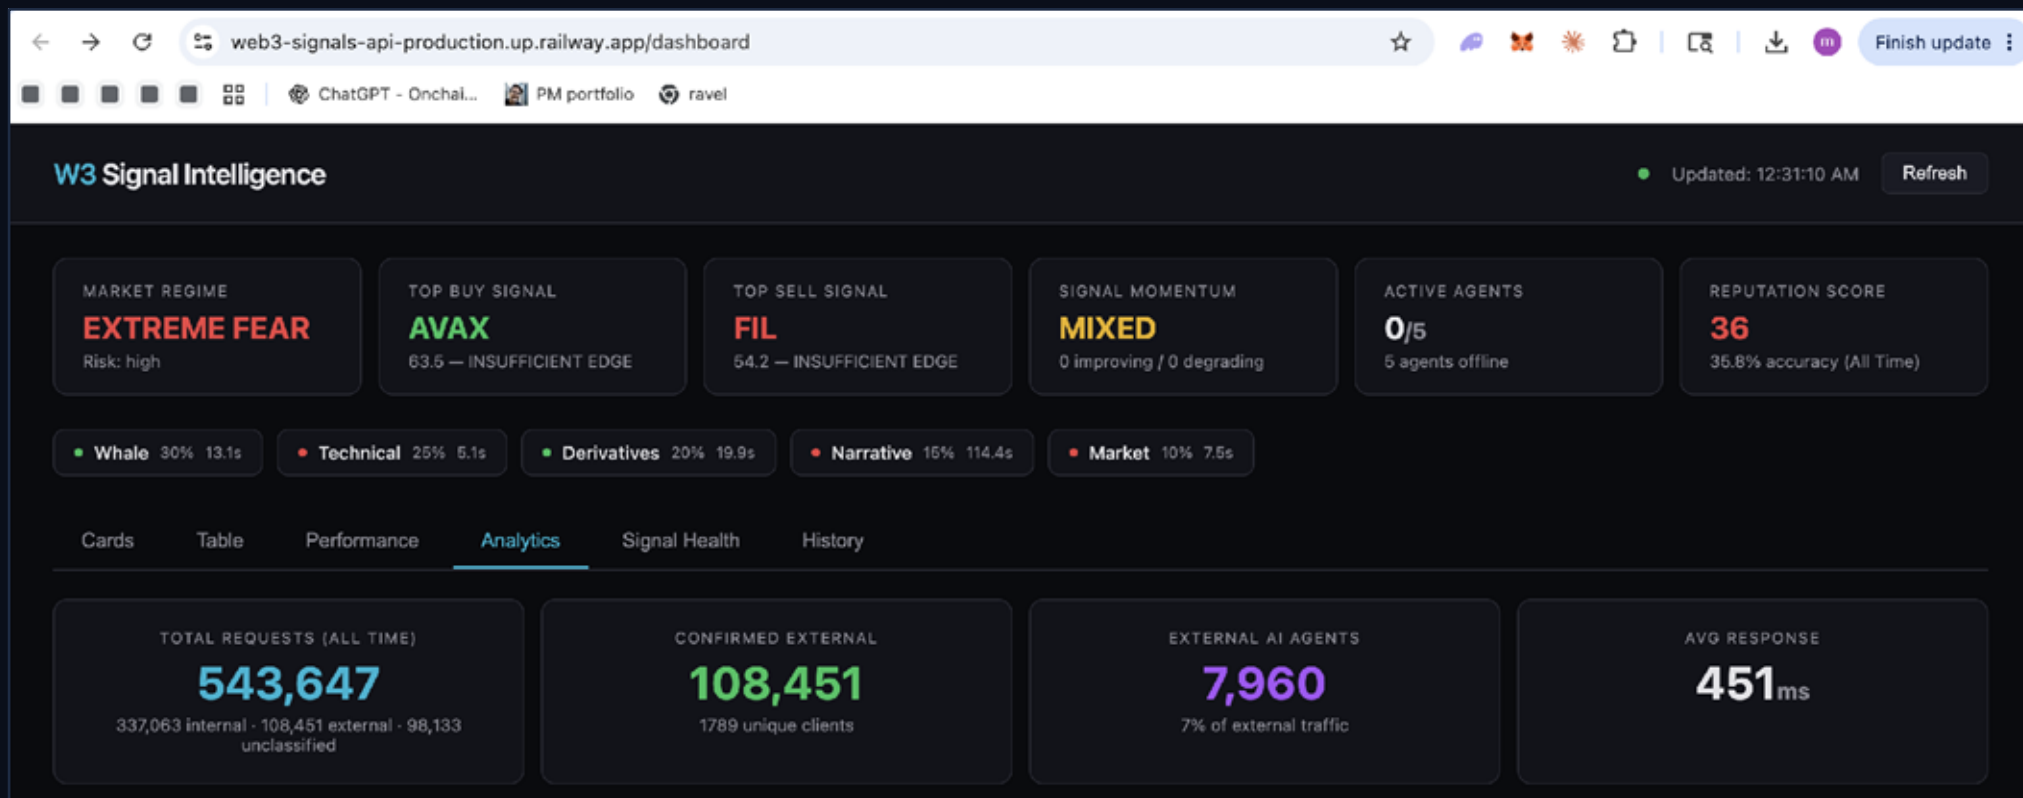 web3-signals-api-production.up.railway.app/dashboard
m
Finish update
ChatGPT - Onchai...
PM portfolio
ravel
W3 Signal Intelligence
Updated: 12:31:10 AM
Refresh
MARKET REGIME
EXTREME FEAR
Risk: high
TOP BUY SIGNAL
AVAX
63.5 — INSUFFICIENT EDGE
TOP SELL SIGNAL
FIL
54.2 — INSUFFICIENT EDGE
SIGNAL MOMENTUM
MIXED
0 improving / 0 degrading
ACTIVE AGENTS
0/5
5 agents offline
REPUTATION SCORE
36
35.8% accuracy (All Time)
Whale 30% 13.1s
Technical 25% 5.1s
Derivatives 20% 19.9s
Narrative 15% 114.4s
Market 10% 7.5s
Cards
Table
Performance
Analytics
Signal Health
History
TOTAL REQUESTS (ALL TIME)
543,647
337,063 internal · 108,451 external · 98,133
unclassified
CONFIRMED EXTERNAL
108,451
1789 unique clients
EXTERNAL AI AGENTS
7,960
7% of external traffic
AVG RESPONSE
451ms